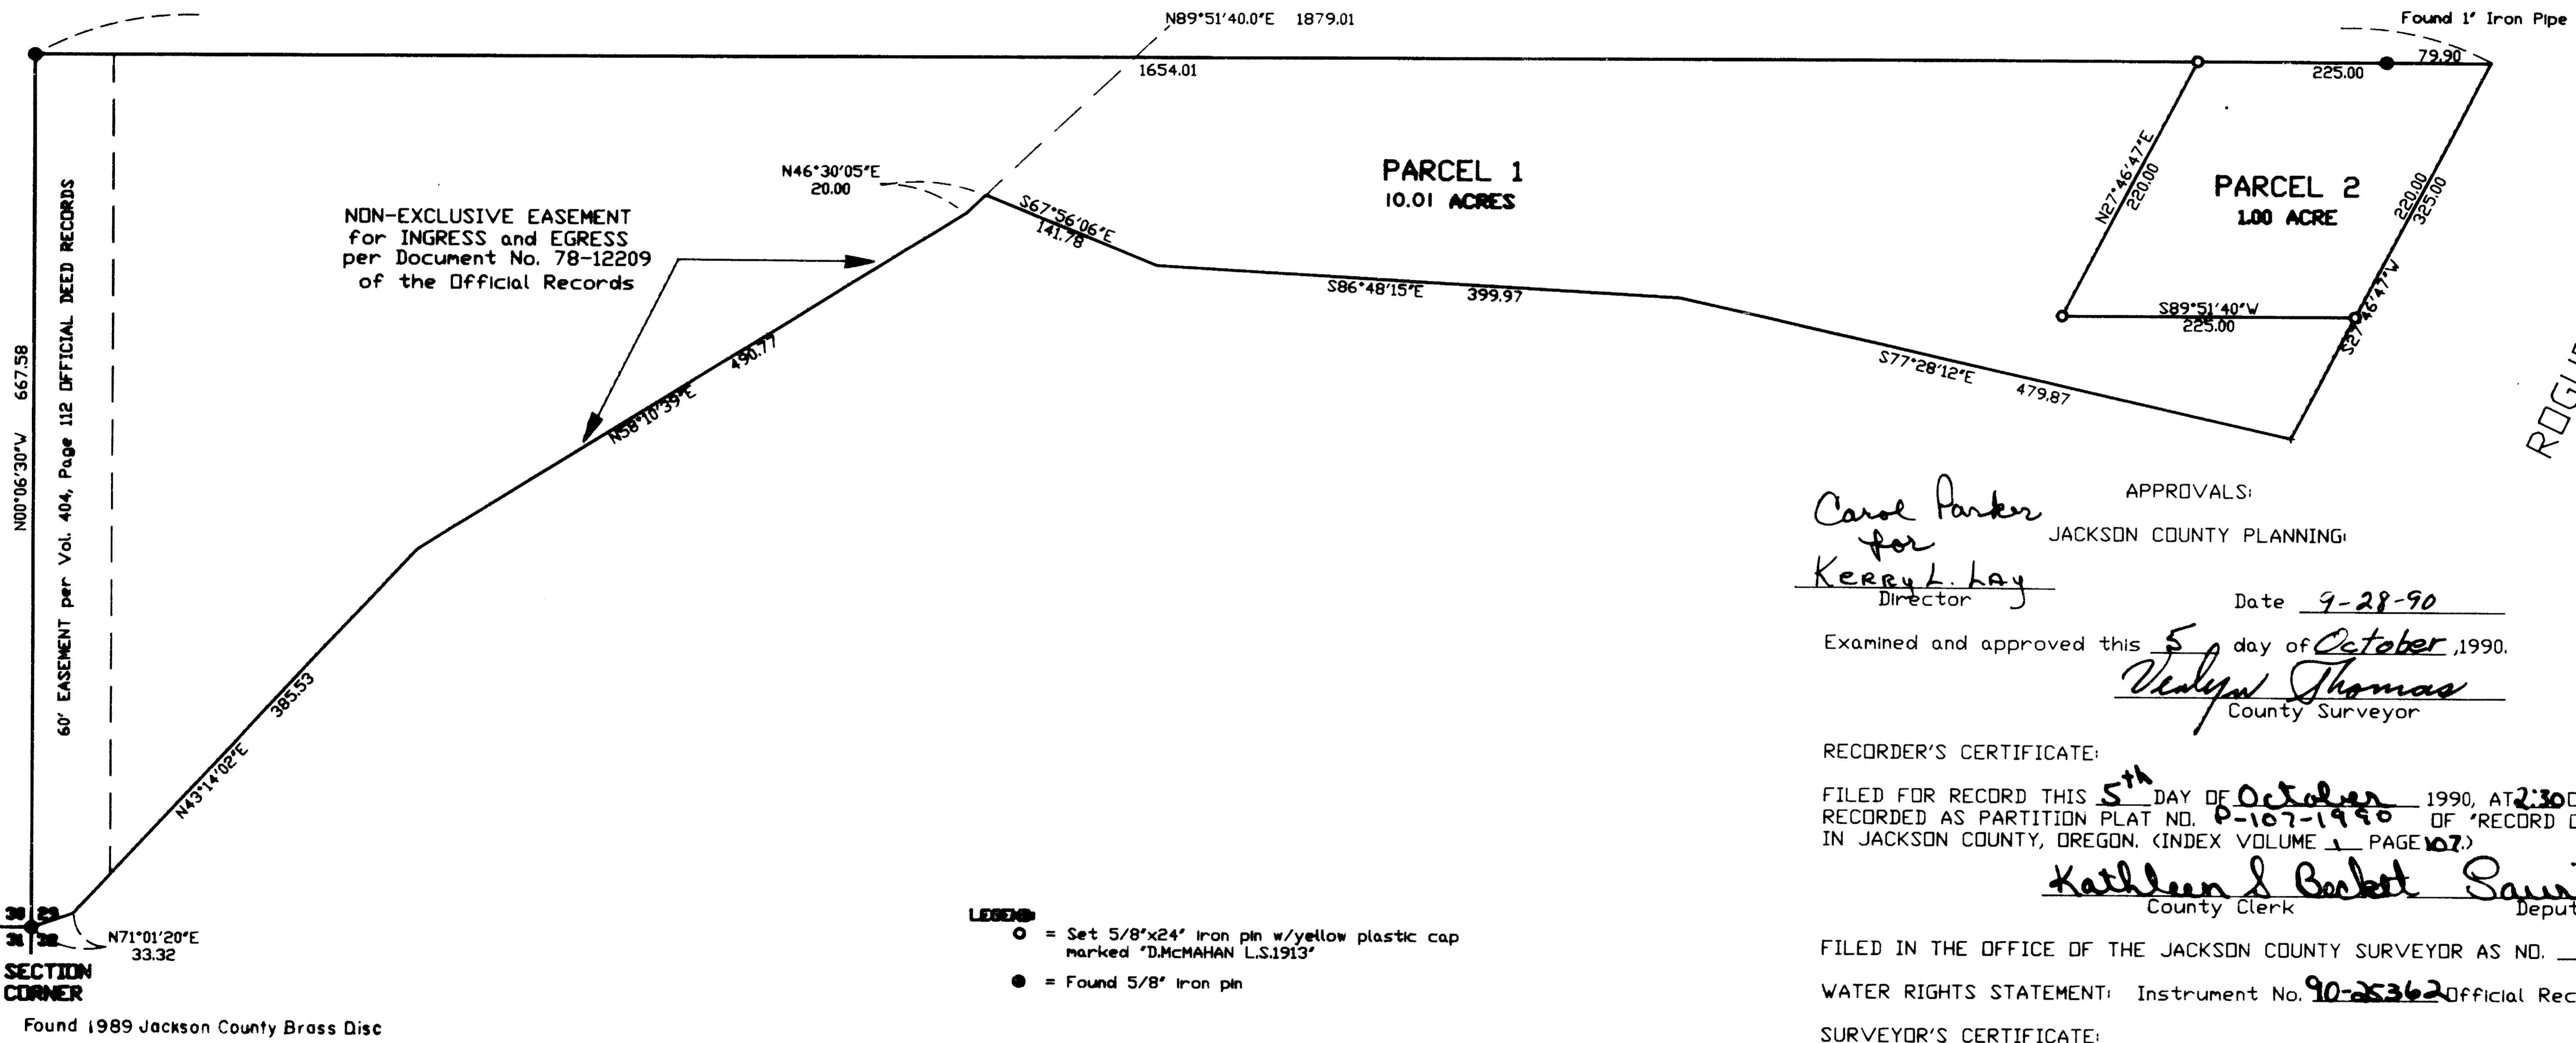 N89°51'40.0"E 1879.01
Found 1" Iron Pipe
1654.01
225.00
79.90
N46°30'05"E
20.00
PARCEL 1
10.01 ACRES
N27°46'47"E
220.00
PARCEL 2
1.00 ACRE
220.00
325.00
S27°46'47"W
NON-EXCLUSIVE EASEMENT
for INGRESS and EGRESS
per Document No. 78-12209
of the Official Records
S67°56'06"E
141.78
S86°48'15"E 399.97
S89°51'40"W
225.00
S77°28'12"E 479.87
N00°06'30"W 667.58
60' EASEMENT per Vol. 404, Page 112 OFFICIAL DEED RECORDS
N58°10'39"E 490.77
N43°14'02"E 385.53
30 29
31 32
SECTION
CORNER
N71°01'20"E
33.32
Found 1989 Jackson County Brass Disc
LEGEND:
= Set 5/8"x24" iron pin w/yellow plastic cap
marked "D.McMAHAN L.S.1913"
= Found 5/8" iron pin
APPROVALS:
Carol Parker
for
JACKSON COUNTY PLANNING:
KERRY L. LAY
Director
Date 9-28-90
Examined and approved this 5 day of October ,1990.
Thomas
County Surveyor
RECORDER'S CERTIFICATE:
FILED FOR RECORD THIS 5th DAY OF October 1990, AT 2:30
RECORDED AS PARTITION PLAT NO. P-107-1990 OF "RECORD
IN JACKSON COUNTY, OREGON. (INDEX VOLUME 1 PAGE 107.)
Kathleen S Beckett
County Clerk Deput
FILED IN THE OFFICE OF THE JACKSON COUNTY SURVEYOR AS NO.
WATER RIGHTS STATEMENT: Instrument No. 90-25362 Official Rec
SURVEYOR'S CERTIFICATE: